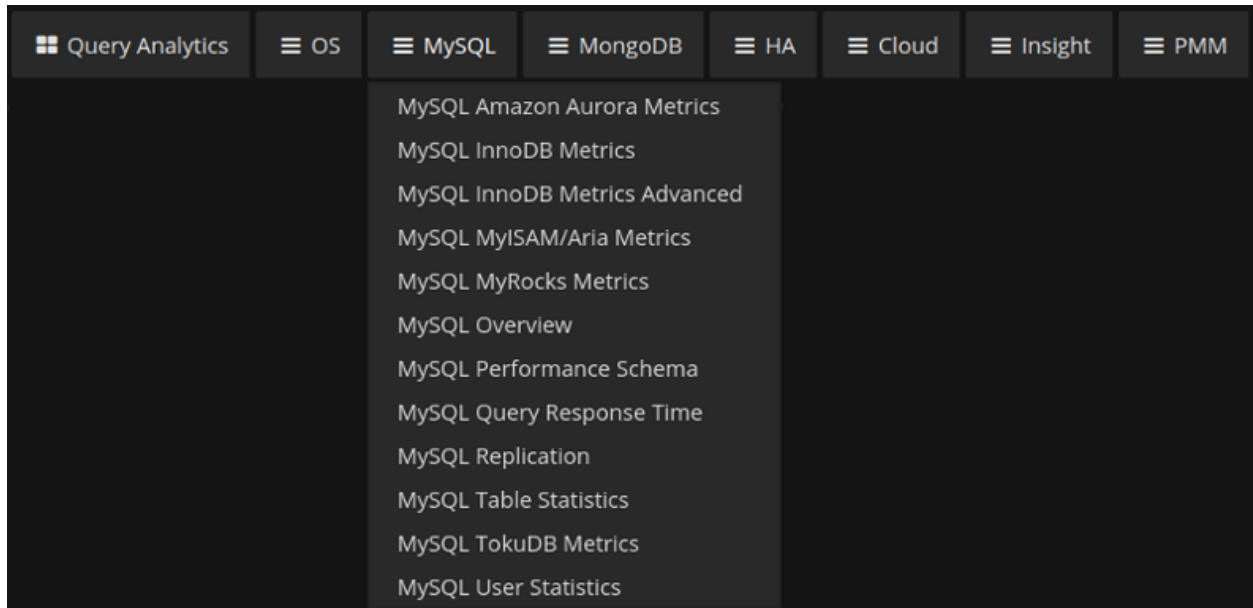 Query Analytics OS MySQL MongoDB HA Cloud Insight PMM
MySQL Amazon Aurora Metrics
MySQL InnoDB Metrics
MySQL InnoDB Metrics Advanced
MySQL MyISAM/Aria Metrics
MySQL MyRocks Metrics
MySQL Overview
MySQL Performance Schema
MySQL Query Response Time
MySQL Replication
MySQL Table Statistics
MySQL TokuDB Metrics
MySQL User Statistics